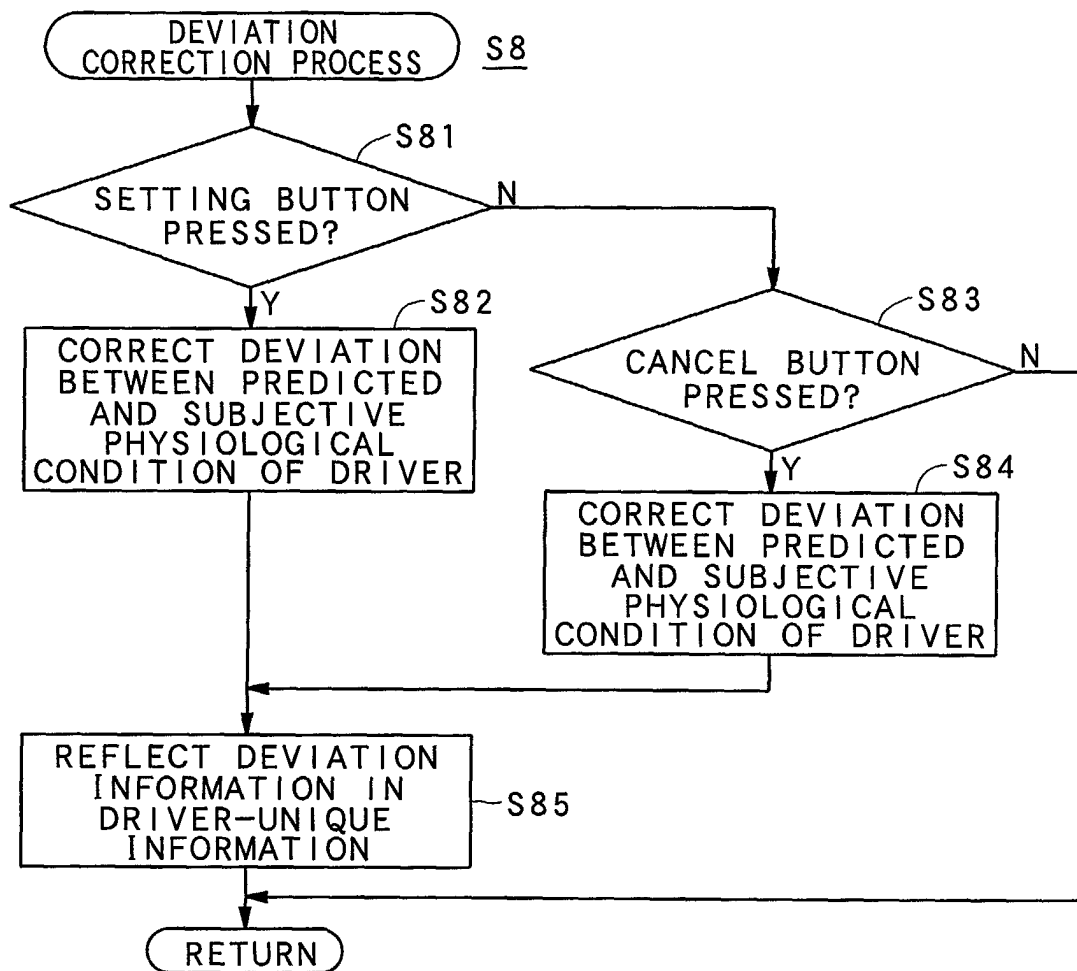 DEVIATION
CORRECTION PROCESS
S8
S81
SETTING BUTTON
PRESSED?
N
Y
S82
CORRECT DEVIATION
BETWEEN PREDICTED
AND SUBJECTIVE
PHYSIOLOGICAL
CONDITION OF DRIVER
S83
CANCEL BUTTON
PRESSED?
N
Y
S84
CORRECT DEVIATION
BETWEEN PREDICTED
AND SUBJECTIVE
PHYSIOLOGICAL
CONDITION OF DRIVER
REFLECT DEVIATION
INFORMATION IN
DRIVER-UNIQUE
INFORMATION
S85
RETURN